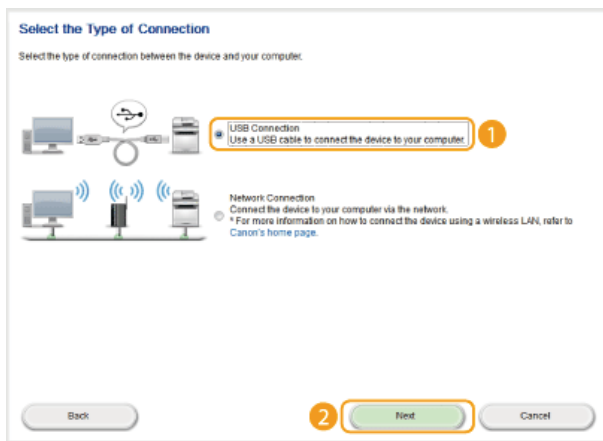 Select the Type of Connection
Select the type of connection between the device and your computer.
USB Connection
Use a USB cable to connect the device to your computer.
1
Network Connection
Connect the device to your computer via the network.
* For more information on how to connect the device using a wireless LAN, refer to
Canon's home page.
Back
2
Next
Cancel